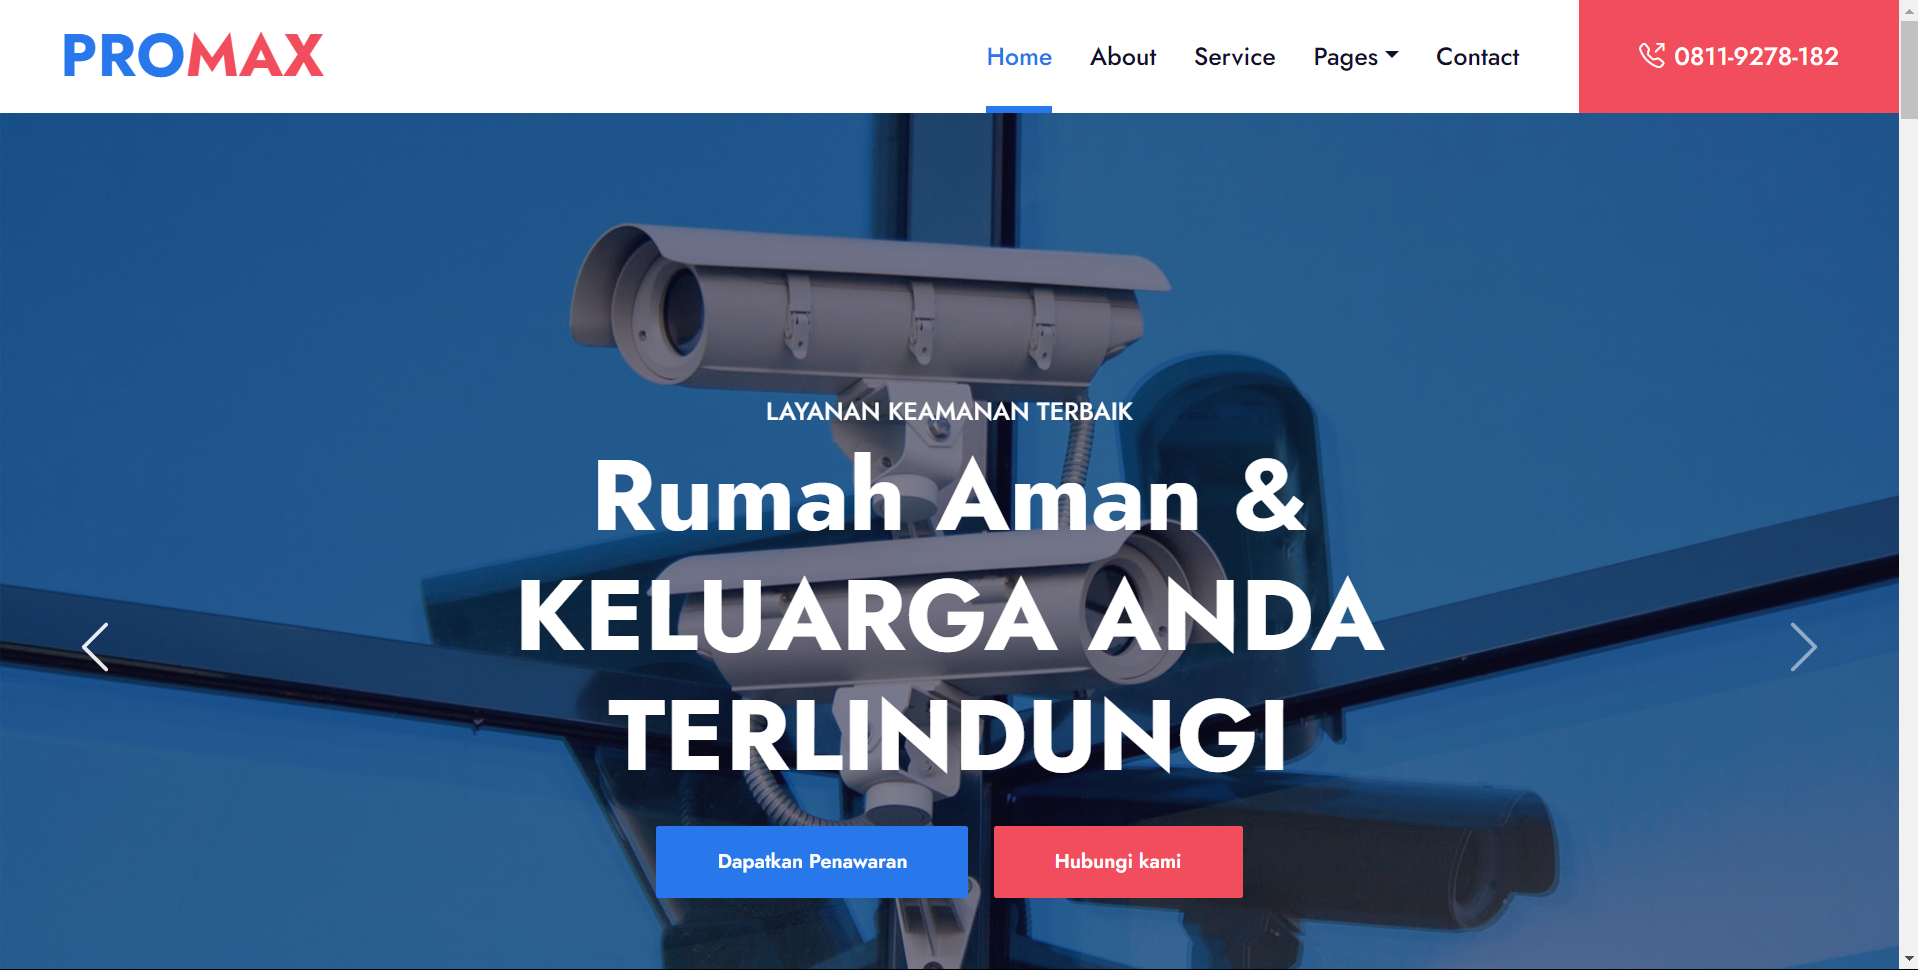 PROMAX
Home About Service Pages Contact
0811-9278-182
LAYANAN KEAMANAN TERBAIK
Rumah Aman &
KELUARGA ANDA
TERLINDUNGI
Dapatkan Penawaran
Hubungi kami